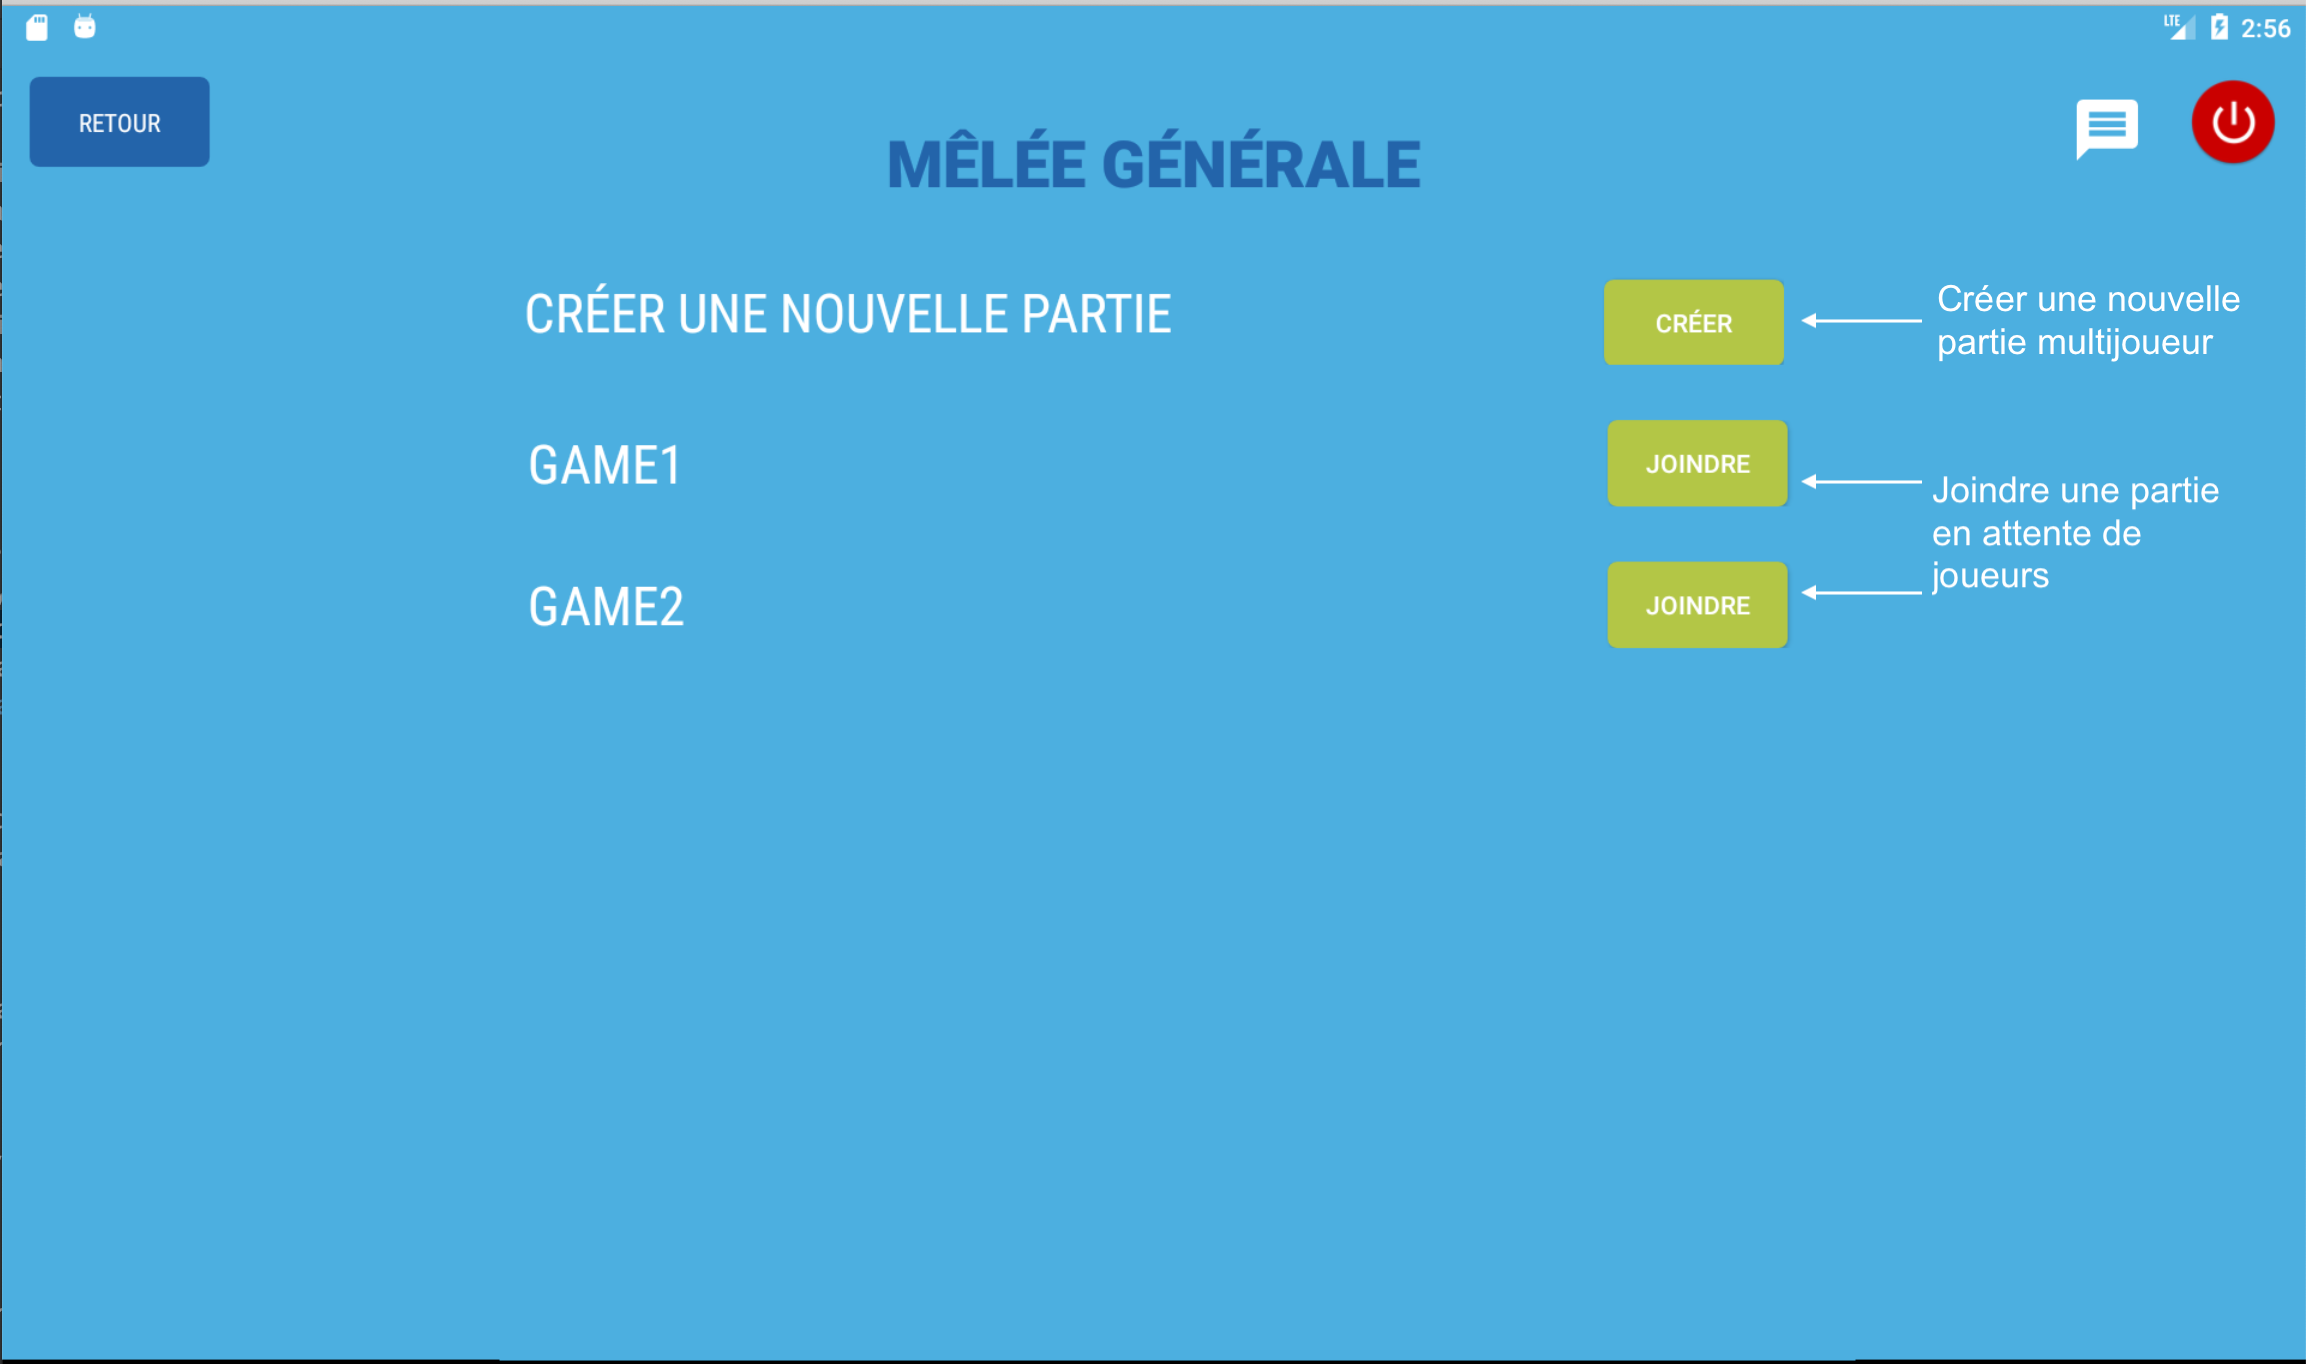 LTE 2:56
RETOUR
MÊLÉE GÉNÉRALE
CRÉER UNE NOUVELLE PARTIE
CRÉER
Créer une nouvelle
partie multijoueur
GAME1
JOINDRE
Joindre une partie
en attente de
joueurs
GAME2
JOINDRE